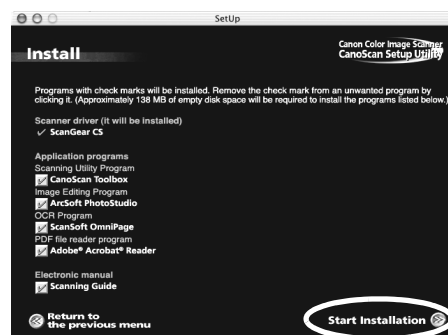 SetUp
Install
Canon Color Image Scanner
CanoScan Setup Utility
Programs with check marks will be installed. Remove the check mark from an unwanted program by
clicking it. (Approximately 138 MB of empty disk space will be required to install the programs listed below.)
Scanner driver (it will be installed)
ScanGear CS
Application programs
Scanning Utility Program
CanoScan Toolbox
Image Editing Program
ArcSoft PhotoStudio
OCR Program
ScanSoft OmniPage
PDF file reader program
Adobe® Acrobat® Reader
Electronic manual
Scanning Guide
Return to
the previous menu
Start Installation